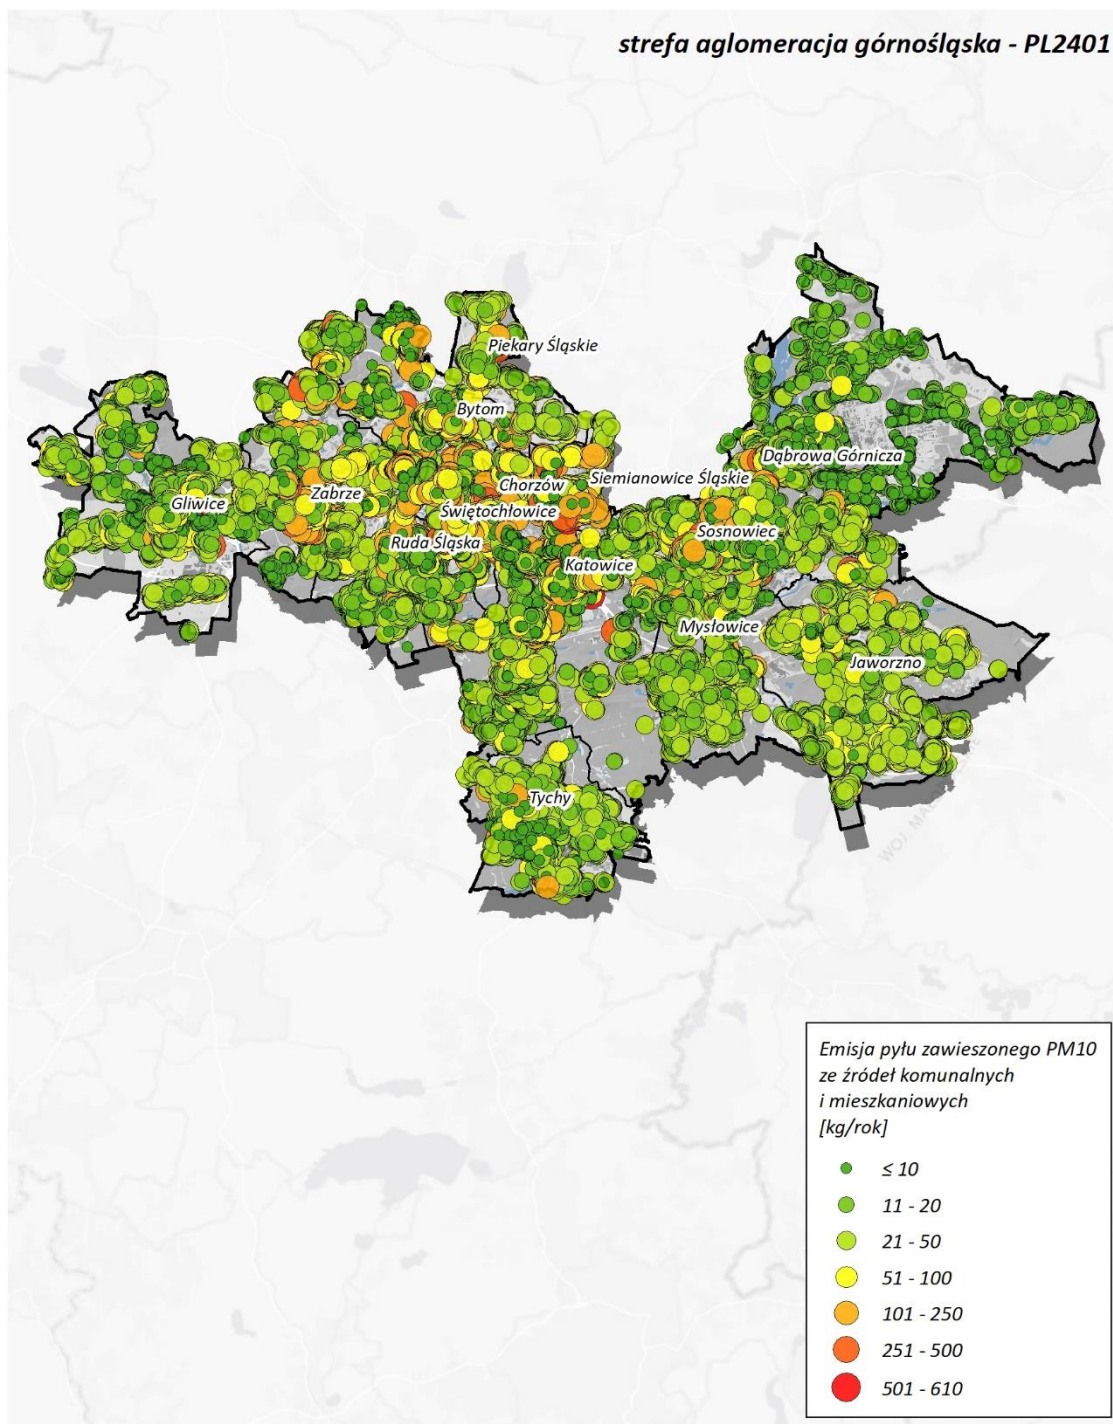 strefa aglomeracja górnośląska - PL2401
Piekary Śląskie
Bytom
Dąbrowa Górnicza
Siemianowice Śląskie
Chorzów
Zabrze
Gliwice
Świętochłowice
Sosnowiec
Ruda Śląska
Katowice
Mysłowice
Jaworzno
Tychy
Emisja pyłu zawieszonego PM10
ze źródeł komunalnych
i mieszkaniowych
[kg/rok]
≤ 10
11 - 20
21 - 50
51 - 100
101 - 250
251 - 500
501 - 610